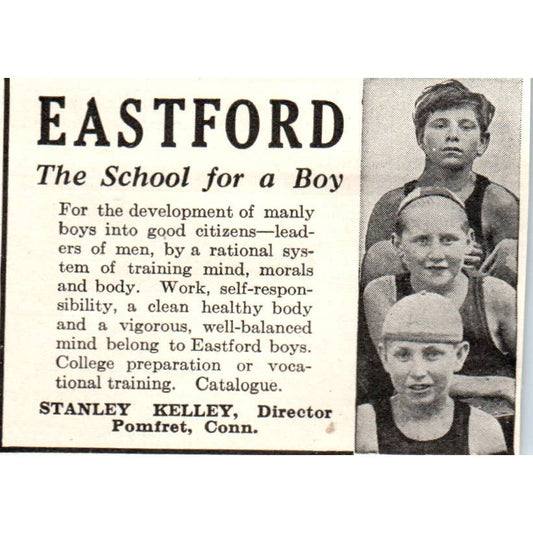 EASTFORD
The School for a Boy
For the development of manly
boys into good citizens—lead-
ers of men, by a rational sys-
tem of training mind, morals
and body. Work, self-respon-
sibility, a clean healthy body
and a vigorous, well-balanced
mind belong to Eastford boys.
College preparation or voca-
tional training. Catalogue.
STANLEY KELLEY, Director
Pomfret, Conn.